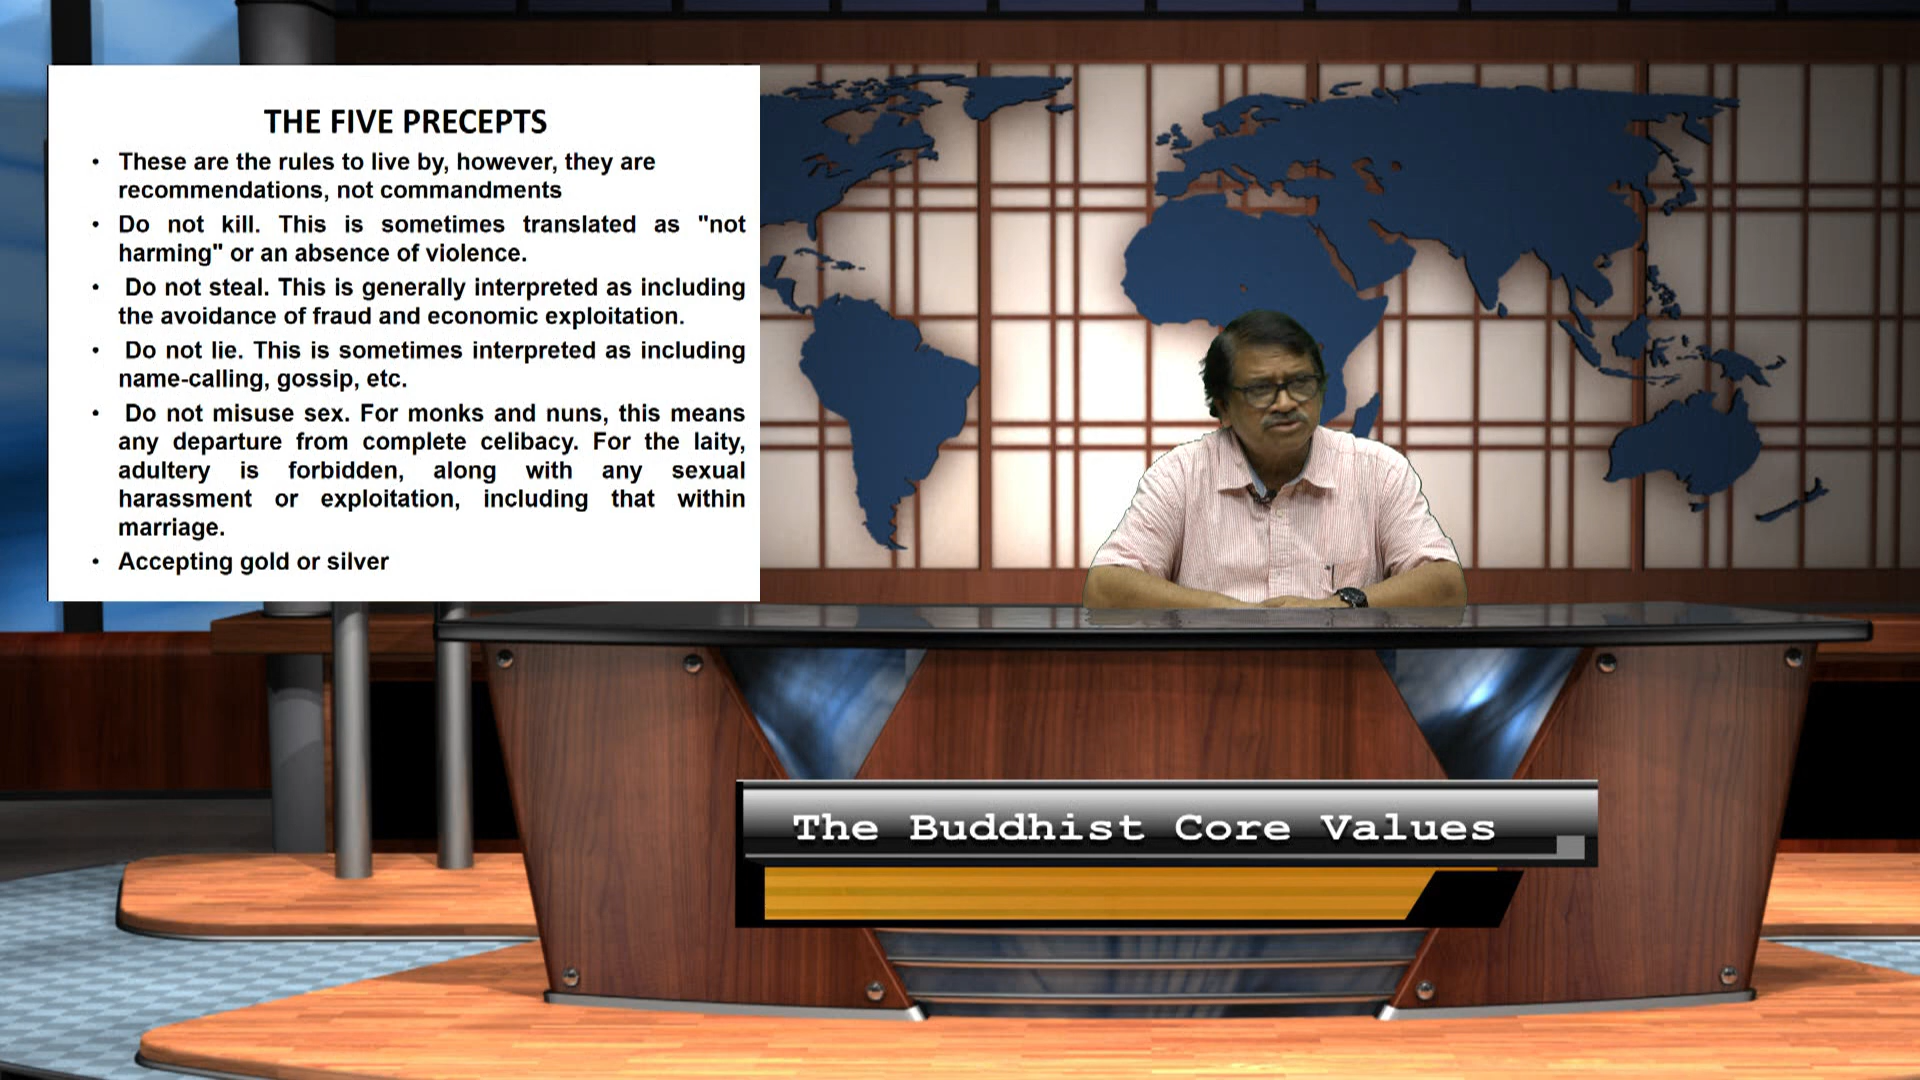 THE FIVE PRECEPTS
• These are the rules to live by, however, they are
recommendations, not commandments
• Do not kill. This is sometimes translated as "not
harming" or an absence of violence.
• Do not steal. This is generally interpreted as including
the avoidance of fraud and economic exploitation.
• Do not lie. This is sometimes interpreted as including
name-calling, gossip, etc.
• Do not misuse sex. For monks and nuns, this means
any departure from complete celibacy. For the laity,
adultery is forbidden, along with any sexual
harassment or exploitation, including that within
marriage.
• Accepting gold or silver
The Buddhist Core Values